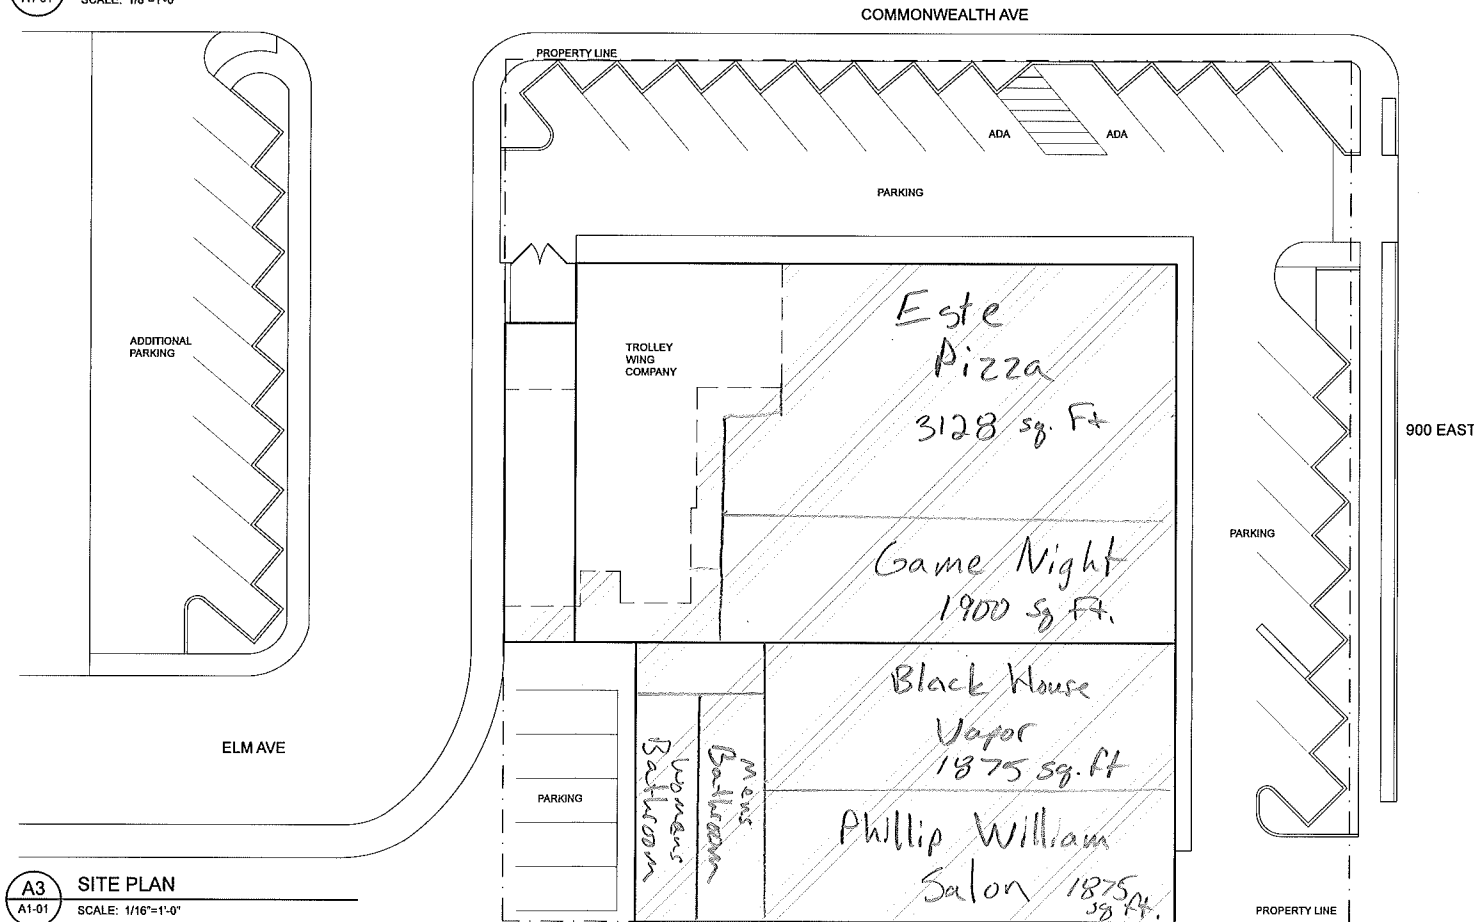 A1-01
SCALE: 1/8"=1'-0"
COMMONWEALTH AVE
PROPERTY LINE
ADA
ADA
PARKING
ADDITIONAL
PARKING
TROLLEY
WING
COMPANY
Este
Pizza
3128 sq. Ft
900 EAST
PARKING
Game Night
1900 sq Ft.
Black House
Vapor
1875 sq. ft
ELM AVE
PARKING
Womans
Bathroom
Mens
Bathroom
Phillip William
Salon 1875
sq ft.
A3
A1-01
SITE PLAN
SCALE: 1/16"=1'-0"
PROPERTY LINE